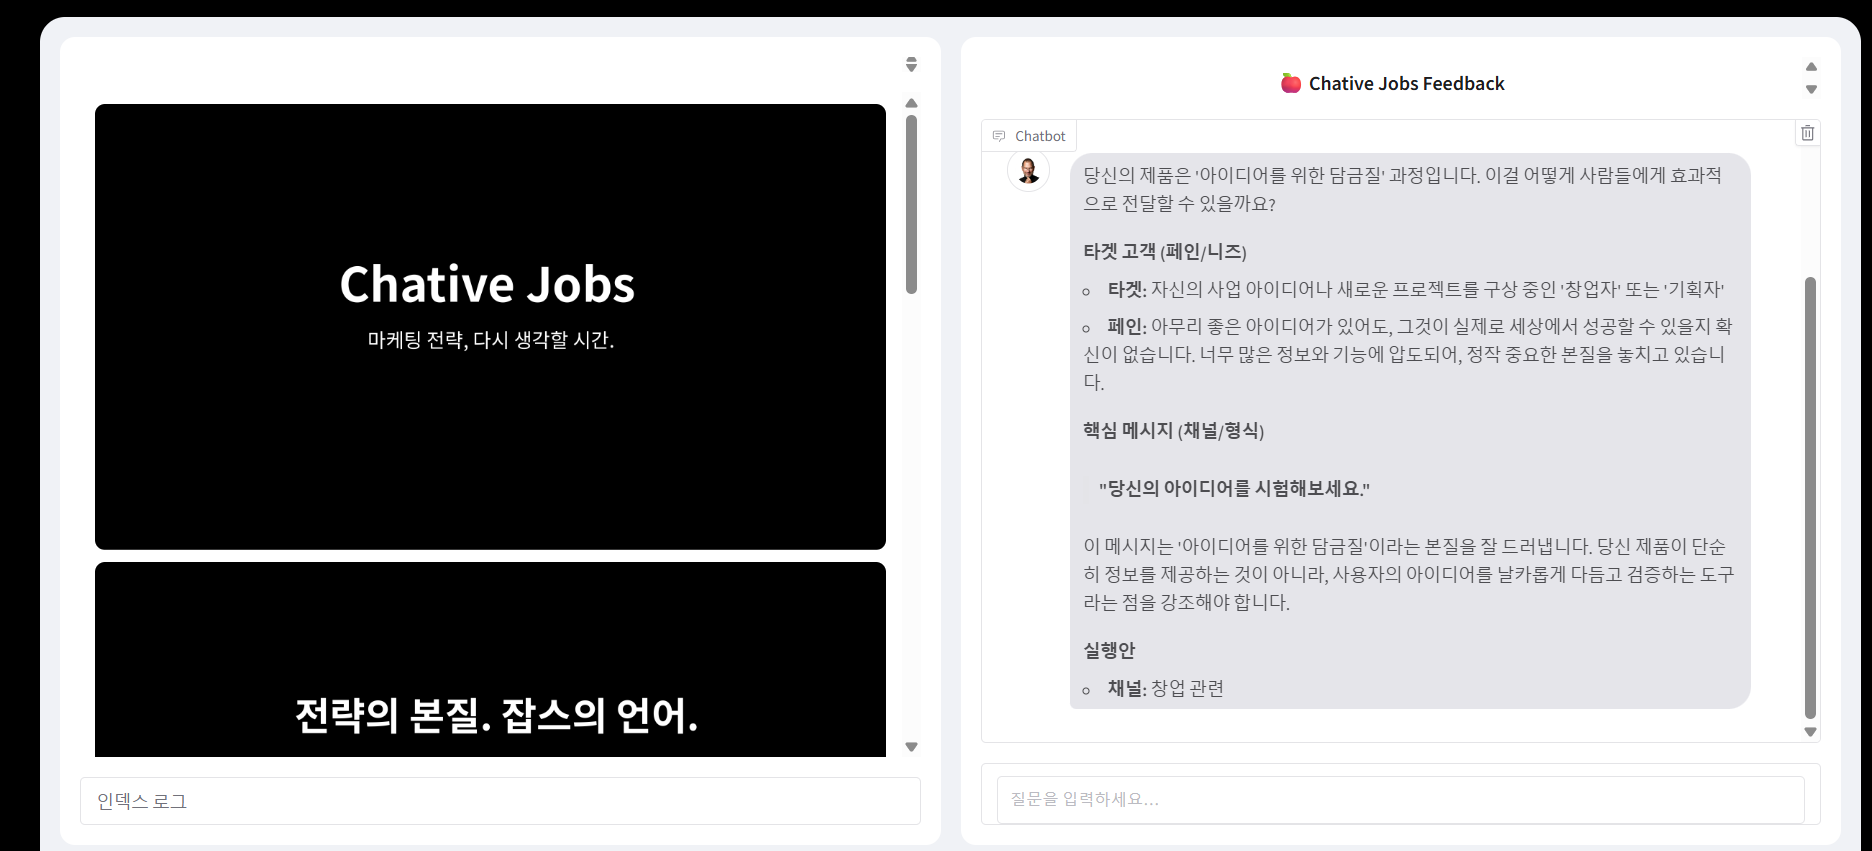 Chative Jobs
마케팅 전략, 다시 생각할 시간.
전략의 본질. 잡스의 언어.
인덱스 로그
🍎 Chative Jobs Feedback
Chatbot
당신의 제품은 '아이디어를 위한 담금질' 과정입니다. 이걸 어떻게 사람들에게 효과적
으로 전달할 수 있을까요?
타겟 고객 (페인/니즈)
○ 타겟: 자신의 사업 아이디어나 새로운 프로젝트를 구상 중인 '창업자' 또는 '기획자'
○ 페인: 아무리 좋은 아이디어가 있어도, 그것이 실제로 세상에서 성공할 수 있을지 확
신이 없습니다. 너무 많은 정보와 기능에 압도되어, 정작 중요한 본질을 놓치고 있습니
다.
핵심 메시지 (채널/형식)
"당신의 아이디어를 시험해보세요."
이 메시지는 '아이디어를 위한 담금질'이라는 본질을 잘 드러냅니다. 당신 제품이 단순
히 정보를 제공하는 것이 아니라, 사용자의 아이디어를 날카롭게 다듬고 검증하는 도구
라는 점을 강조해야 합니다.
실행안
○ 채널: 창업 관련
질문을 입력하세요...